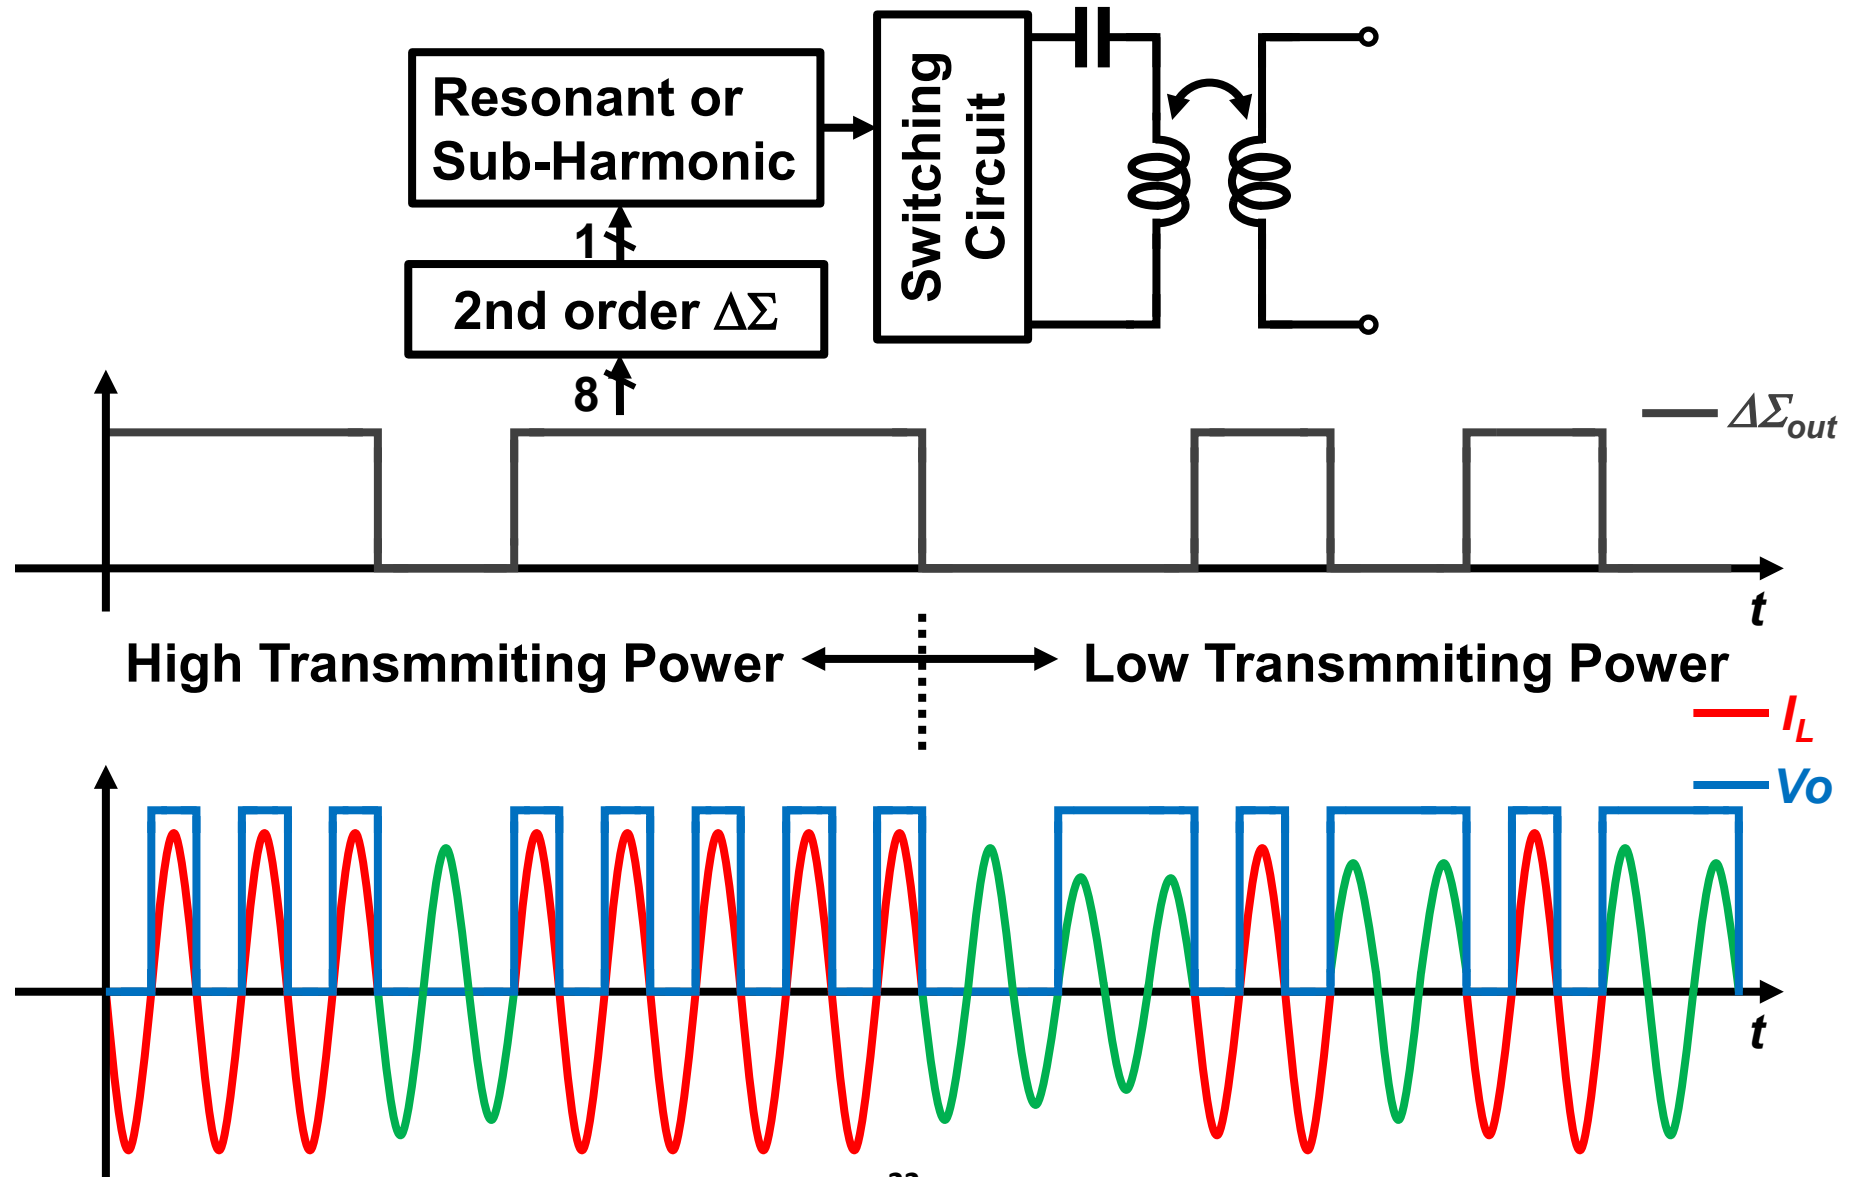 Resonant or
Sub-Harmonic
Switching
Circuit
1
2nd order ΔΣ
8
ΔΣout
t
High Transmmiting Power
Low Transmmiting Power
IL
Vo
t